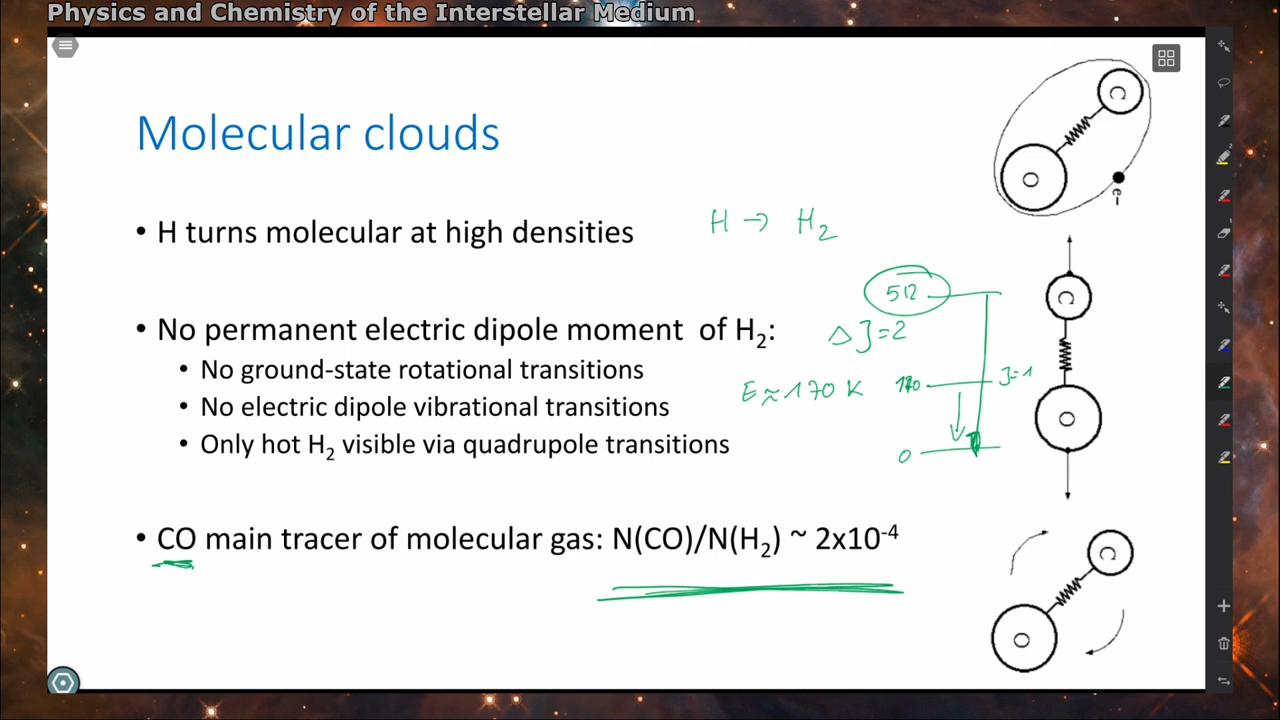 Physics and Chemistry of the Interstellar Medium
Molecular clouds
• H turns molecular at high densities
H → H₂
• No permanent electric dipole moment of H₂:
• No ground-state rotational transitions
• No electric dipole vibrational transitions
• Only hot H₂ visible via quadrupole transitions
512
ΔJ=2
E ≈ 170 K
170
J=1
0
• CO main tracer of molecular gas: N(CO)/N(H₂) ~ 2x10⁻⁴
C
O
e-
C
O
C
O